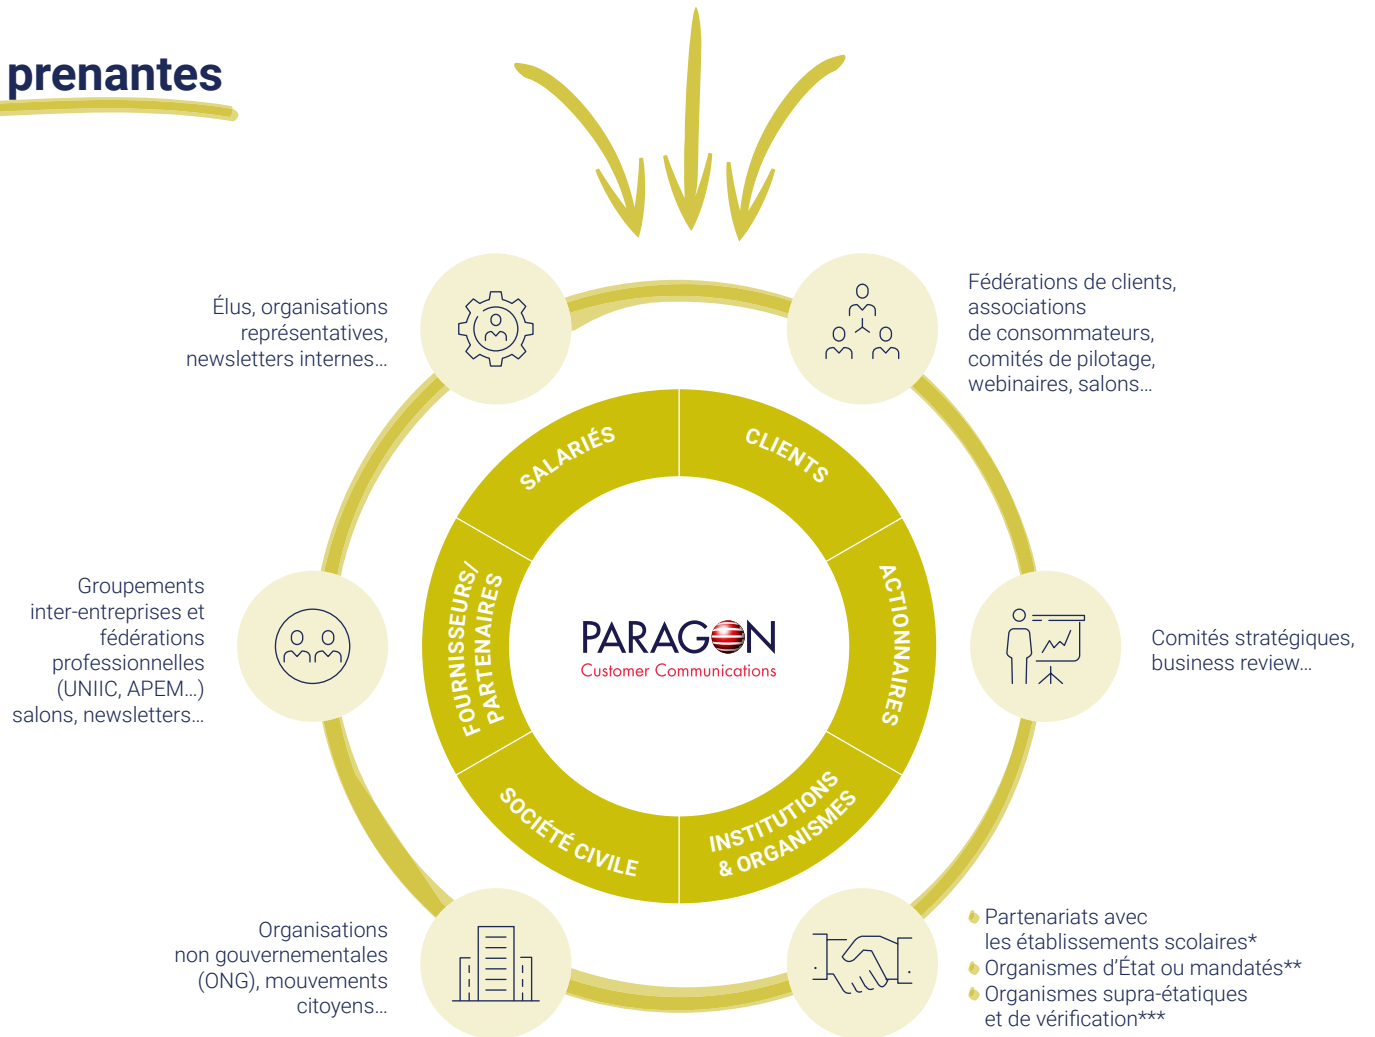 prenantes
Élus, organisations
représentatives,
newsletters internes…
Fédérations de clients,
associations
de consommateurs,
comités de pilotage,
webinaires, salons…
SALARIÉS
CLIENTS
Groupements
inter-entreprises et
fédérations
professionnelles
(UNIIC, APEM…)
salons, newsletters…
FOURNISSEURS/
PARTENAIRES
PARAGON
Customer Communications
ACTIONNAIRES
Comités stratégiques,
business review…
SOCIÉTÉ CIVILE
INSTITUTIONS
& ORGANISMES
Organisations
non gouvernementales
(ONG), mouvements
citoyens…
Partenariats avec
les établissements scolaires*
Organismes d’État ou mandatés**
Organismes supra-étatiques
et de vérification***